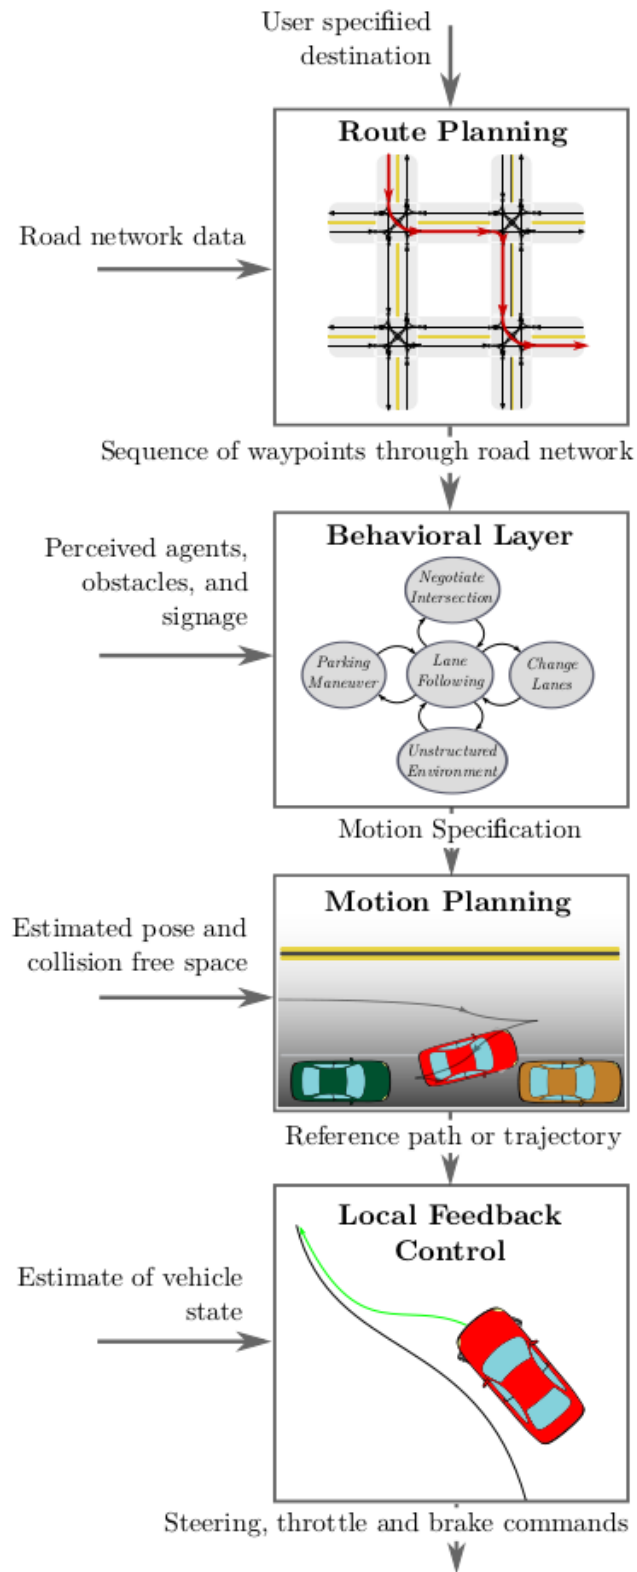 User specifiied
destination
Route Planning
Road network data
Sequence of waypoints through road network
Behavioral Layer
Perceived agents,
obstacles, and
signage
Negotiate
Intersection
Parking
Maneuver
Lane
Following
Change
Lanes
Unstructured
Environment
Motion Specification
Motion Planning
Estimated pose and
collision free space
Reference path or trajectory
Local Feedback
Control
Estimate of vehicle
state
Steering, throttle and brake commands